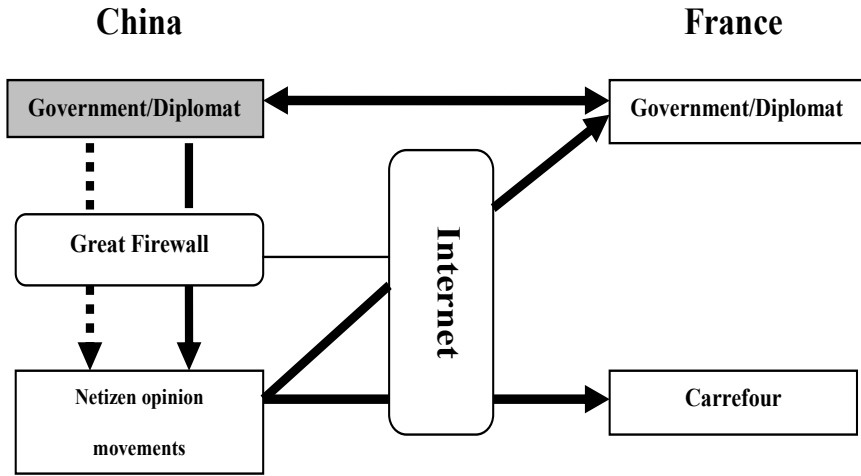 China
France
Government/Diplomat
Government/Diplomat
Great Firewall
Internet
Netizen opinion
movements
Carrefour